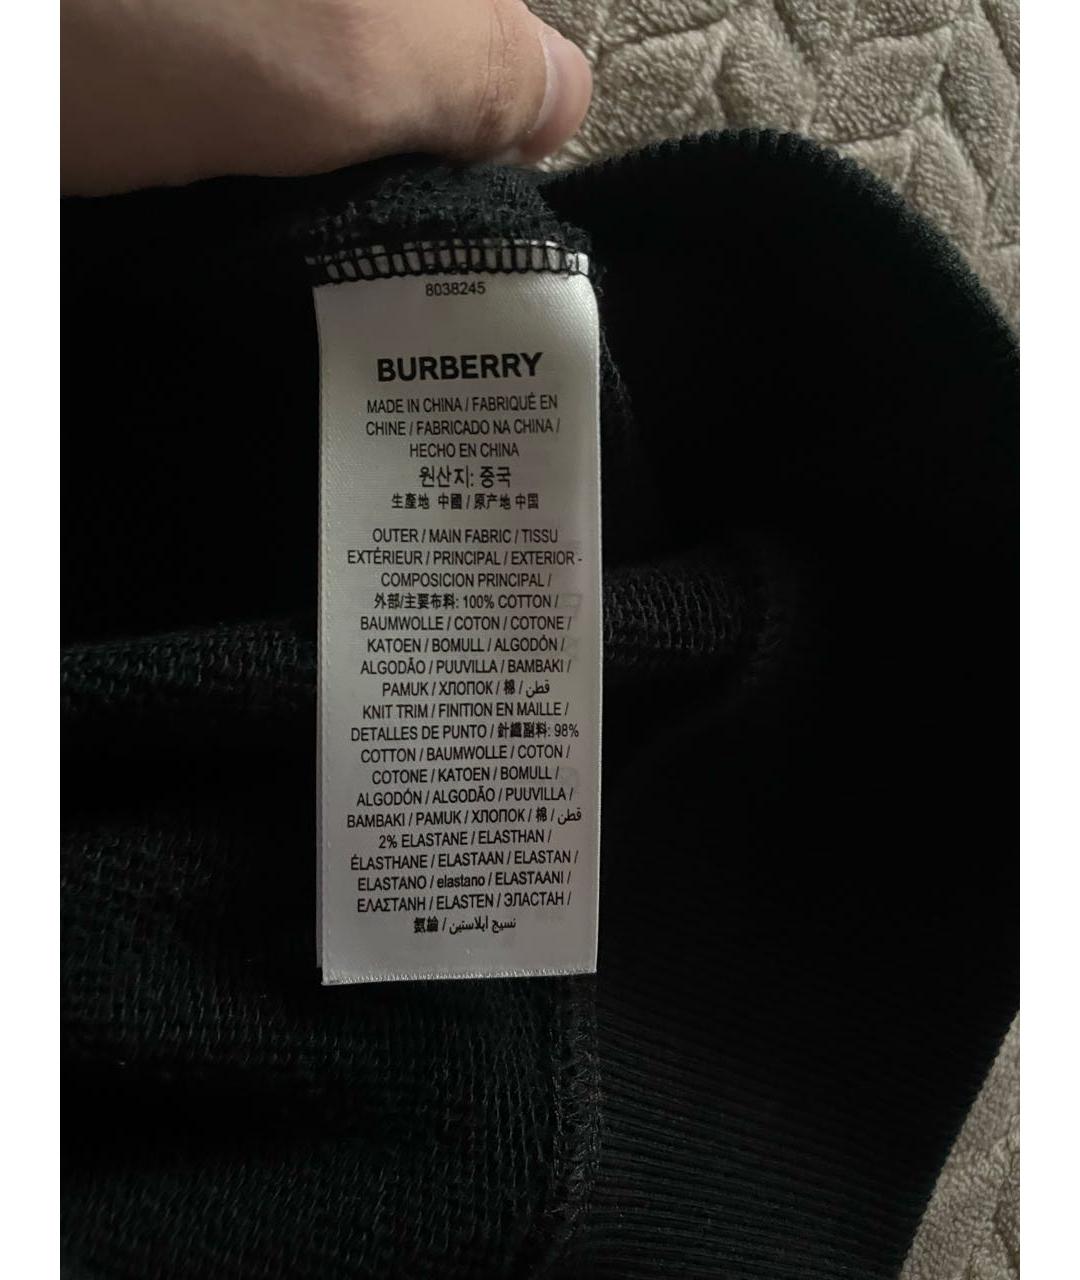 8038245
BURBERRY
MADE IN CHINA / FABRIQUÉ EN
CHINE / FABRICADO NA CHINA /
HECHO EN CHINA
원산지: 중국
生產地 中國 / 原产地 中国
OUTER / MAIN FABRIC / TISSU
EXTÉRIEUR / PRINCIPAL / EXTERIOR -
COMPOSICION PRINCIPAL /
外部/主要布料: 100% COTTON /
BAUMWOLLE / COTON / COTONE /
KATOEN / BOMULL / ALGODÓN /
ALGODÃO / PUUVILLA / BAMBAKI /
PAMUK / ХЛОПОК / 棉 / قطن
KNIT TRIM / FINITION EN MAILLE /
DETALLES DE PUNTO / 針織副料: 98%
COTTON / BAUMWOLLE / COTON /
COTONE / KATOEN / BOMULL /
ALGODÓN / ALGODÃO / PUUVILLA /
BAMBAKI / PAMUK / ХЛОПОК / 棉 / قطن
2% ELASTANE / ELASTHAN /
ÉLASTHANE / ELASTAAN / ELASTAN /
ELASTANO / elastano / ELASTAANI /
ΕΛΑΣΤΑΝΗ / ELASTEN / ЭЛАСТАН /
氨綸 / نسيج ايلاستين